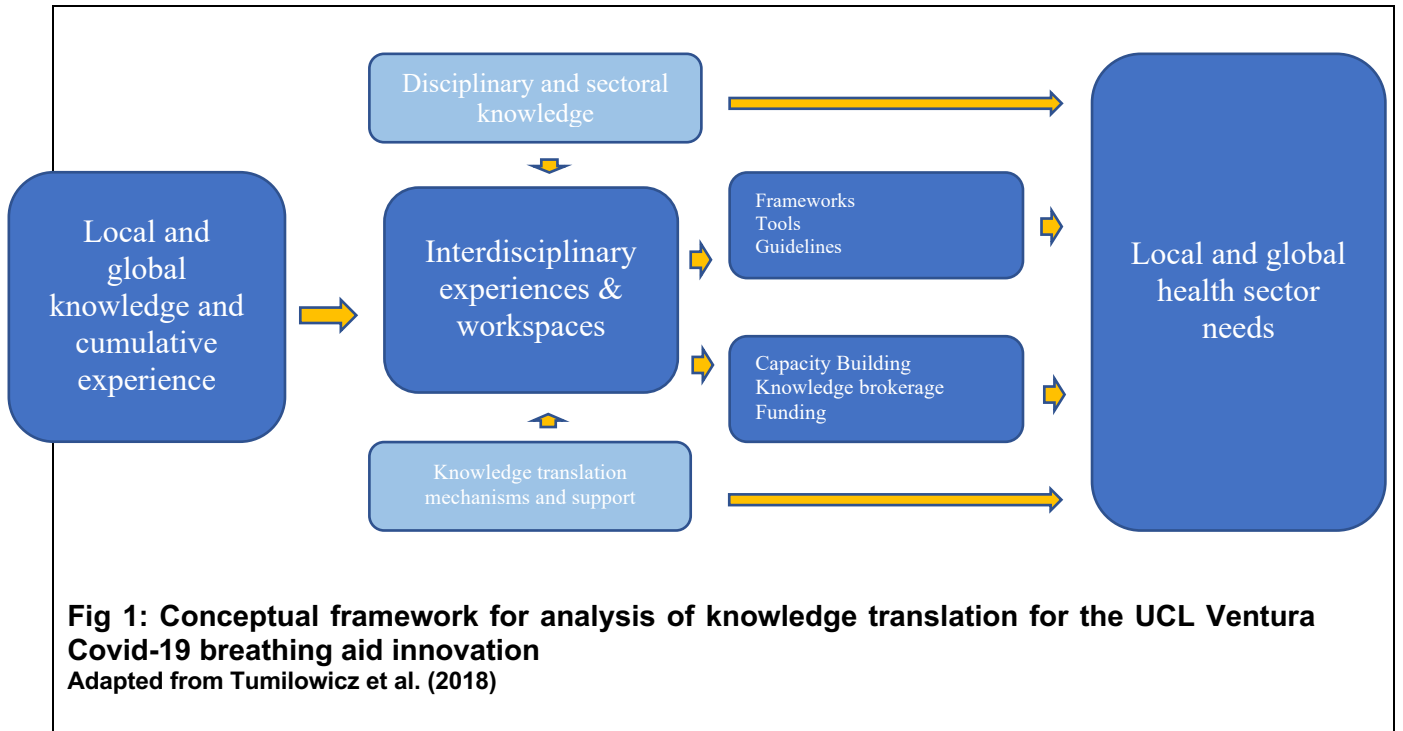 Disciplinary and sectoral
knowledge
Local and
global
knowledge and
cumulative
experience
Interdisciplinary
experiences &
workspaces
Frameworks
Tools
Guidelines
Capacity Building
Knowledge brokerage
Funding
Knowledge translation
mechanisms and support
Local and global
health sector
needs
Fig 1: Conceptual framework for analysis of knowledge translation for the UCL Ventura
Covid-19 breathing aid innovation
Adapted from Tumilowicz et al. (2018)